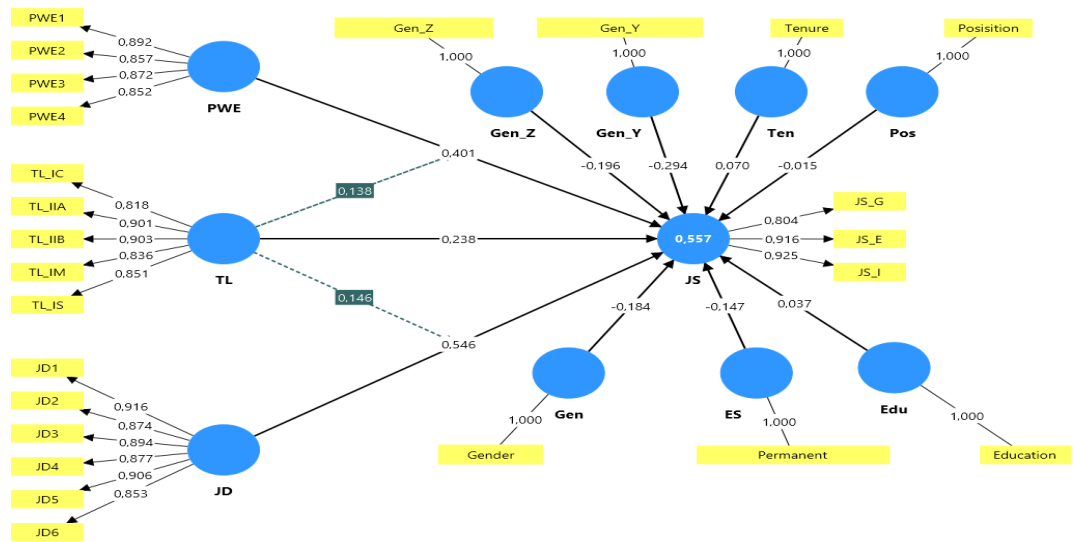 PWE1
PWE2
PWE3
PWE4
0,892
0,857
0,872
0,852
PWE
Gen_Z
Gen_Y
Tenure
Posisition
1,000
1,000
1,000
1,000
Gen_Z
Gen_Y
Ten
Pos
0,401
-0,196
-0,294
0,070
-0,015
0,138
TL_IC
TL_IIA
TL_IIB
TL_IM
TL_IS
0,818
0,901
0,903
0,836
0,851
TL
0,238
0,557
JS
0,804
0,916
0,925
JS_G
JS_E
JS_I
0,146
0,546
-0,184
-0,147
0,037
JD1
JD2
JD3
JD4
JD5
JD6
0,916
0,874
0,894
0,877
0,906
0,853
JD
Gen
ES
Edu
1,000
1,000
1,000
Gender
Permanent
Education